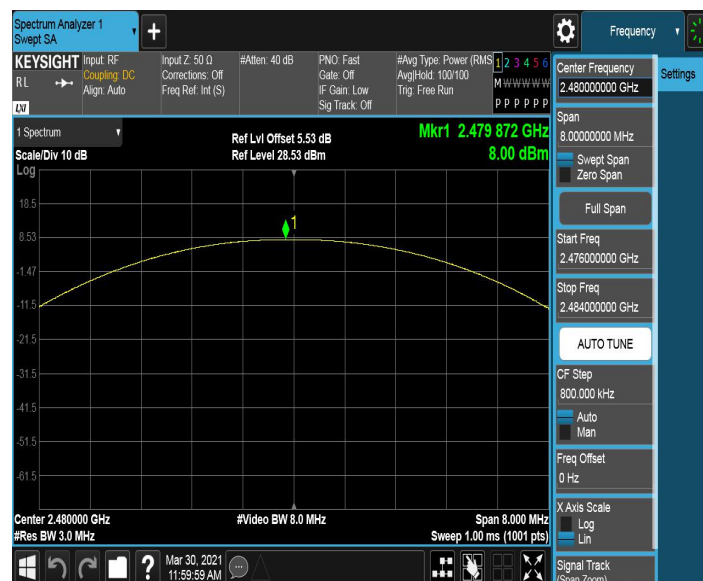 Spectrum Analyzer 1
Swept SA
+
Frequency
KEYSIGHT
RL
LXI
Input: RF
Coupling: DC
Align: Auto
Input Z: 50 Ω
Corrections: Off
Freq Ref: Int (S)
#Atten: 40 dB
PNO: Fast
Gate: Off
IF Gain: Low
Sig Track: Off
#Avg Type: Power (RMS
Avg|Hold: 100/100
Trig: Free Run
1 2 3 4 5 6
M W W W W W
P P P P P P
1 Spectrum
Scale/Div 10 dB
Ref Lvl Offset 5.53 dB
Ref Level 28.53 dBm
Mkr1 2.479 872 GHz
8.00 dBm
Log
18.5
8.53
-1.47
-11.5
-21.5
-31.5
-41.5
-51.5
-61.5
1
Center 2.480000 GHz
#Res BW 3.0 MHz
#Video BW 8.0 MHz
Span 8.000 MHz
Sweep 1.00 ms (1001 pts)
?
Mar 30, 2021
11:59:59 AM
Center Frequency
2.480000000 GHz
Span
8.00000000 MHz
Swept Span
Zero Span
Full Span
Start Freq
2.476000000 GHz
Stop Freq
2.484000000 GHz
AUTO TUNE
CF Step
800.000 kHz
Auto
Man
Freq Offset
0 Hz
X Axis Scale
Log
Lin
Signal Track
(Span Zoom)
Settings